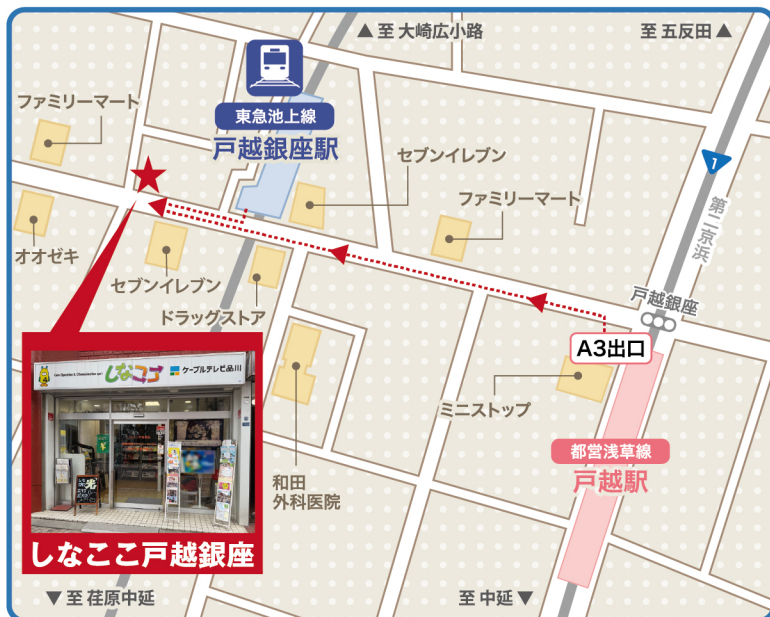 ▲ 至 大崎広小路
至 五反田 ▲
ファミリーマート
東急池上線
戸越銀座駅
セブンイレブン
ファミリーマート
1
第二京浜
オオゼキ
セブンイレブン
ドラッグストア
戸越銀座
A3出口
しなここ
ケーブルテレビ品川
ミニストップ
都営浅草線
戸越駅
和田
外科医院
しなここ戸越銀座
▼ 至 荏原中延
至 中延 ▼